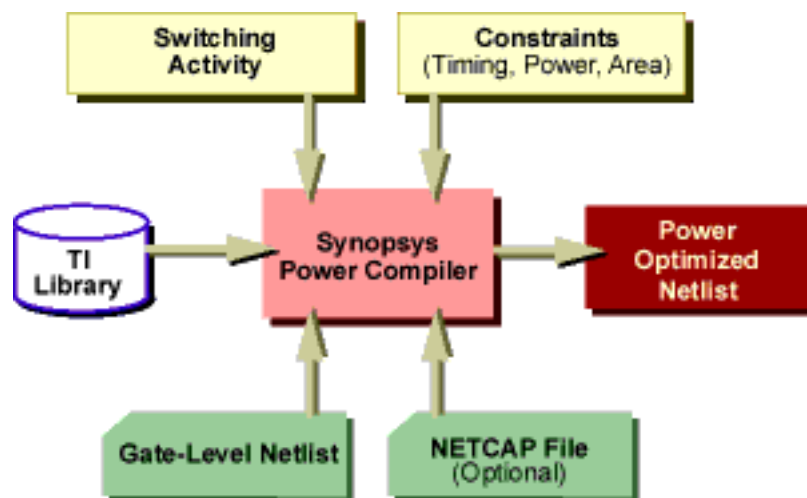 Switching
Activity
Constraints
(Timing, Power, Area)
TI
Library
Synopsys
Power Compiler
Power
Optimized
Netlist
Gate-Level Netlist
NETCAP File
(Optional)